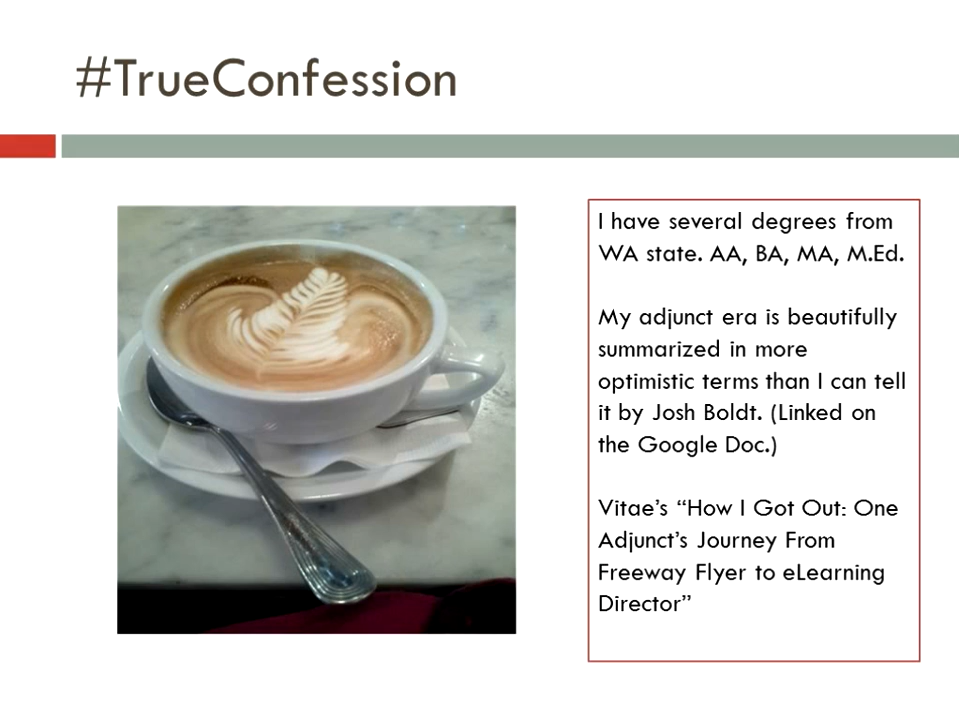 #TrueConfession
I have several degrees from
WA state. AA, BA, MA, M.Ed.
My adjunct era is beautifully
summarized in more
optimistic terms than I can tell
it by Josh Boldt. (Linked on
the Google Doc.)
Vitae’s “How I Got Out: One
Adjunct’s Journey From
Freeway Flyer to eLearning
Director”